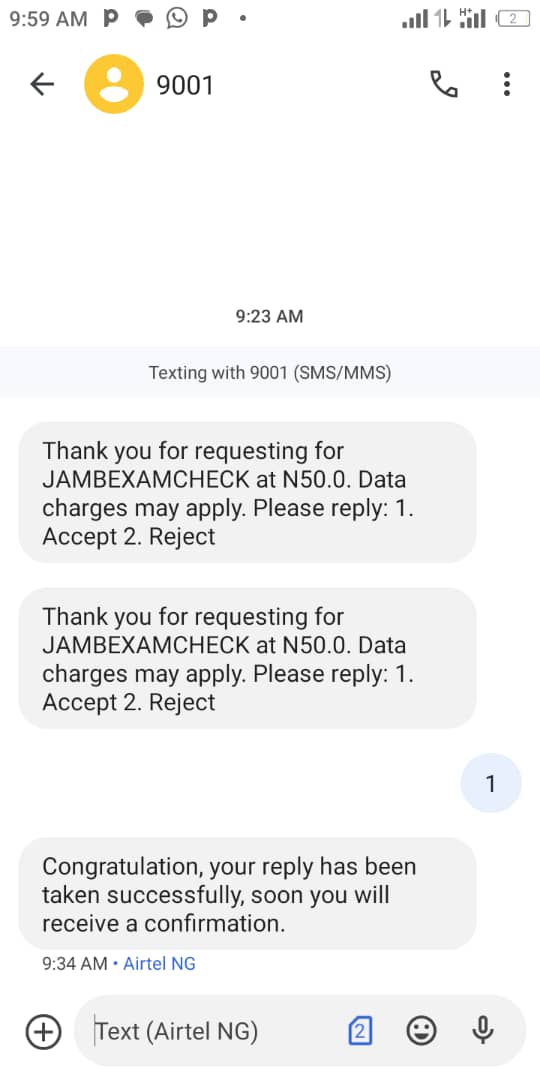 9:59 AM
H+
2
9001
9:23 AM
Texting with 9001 (SMS/MMS)
Thank you for requesting for
JAMBEXAMCHECK at N50.0. Data
charges may apply. Please reply: 1.
Accept 2. Reject
Thank you for requesting for
JAMBEXAMCHECK at N50.0. Data
charges may apply. Please reply: 1.
Accept 2. Reject
1
Congratulation, your reply has been
taken successfully, soon you will
receive a confirmation.
9:34 AM • Airtel NG
Text (Airtel NG)
2